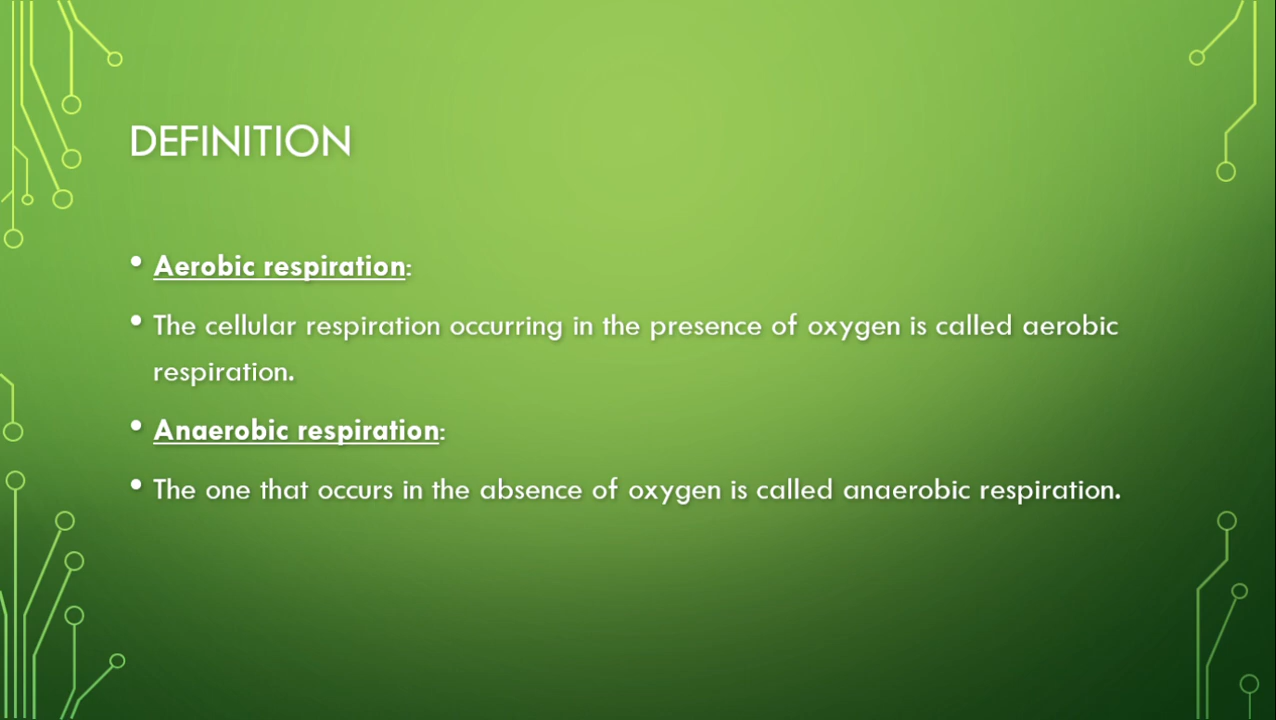 DEFINITION
• Aerobic respiration:
• The cellular respiration occurring in the presence of oxygen is called aerobic
respiration.
• Anaerobic respiration:
• The one that occurs in the absence of oxygen is called anaerobic respiration.